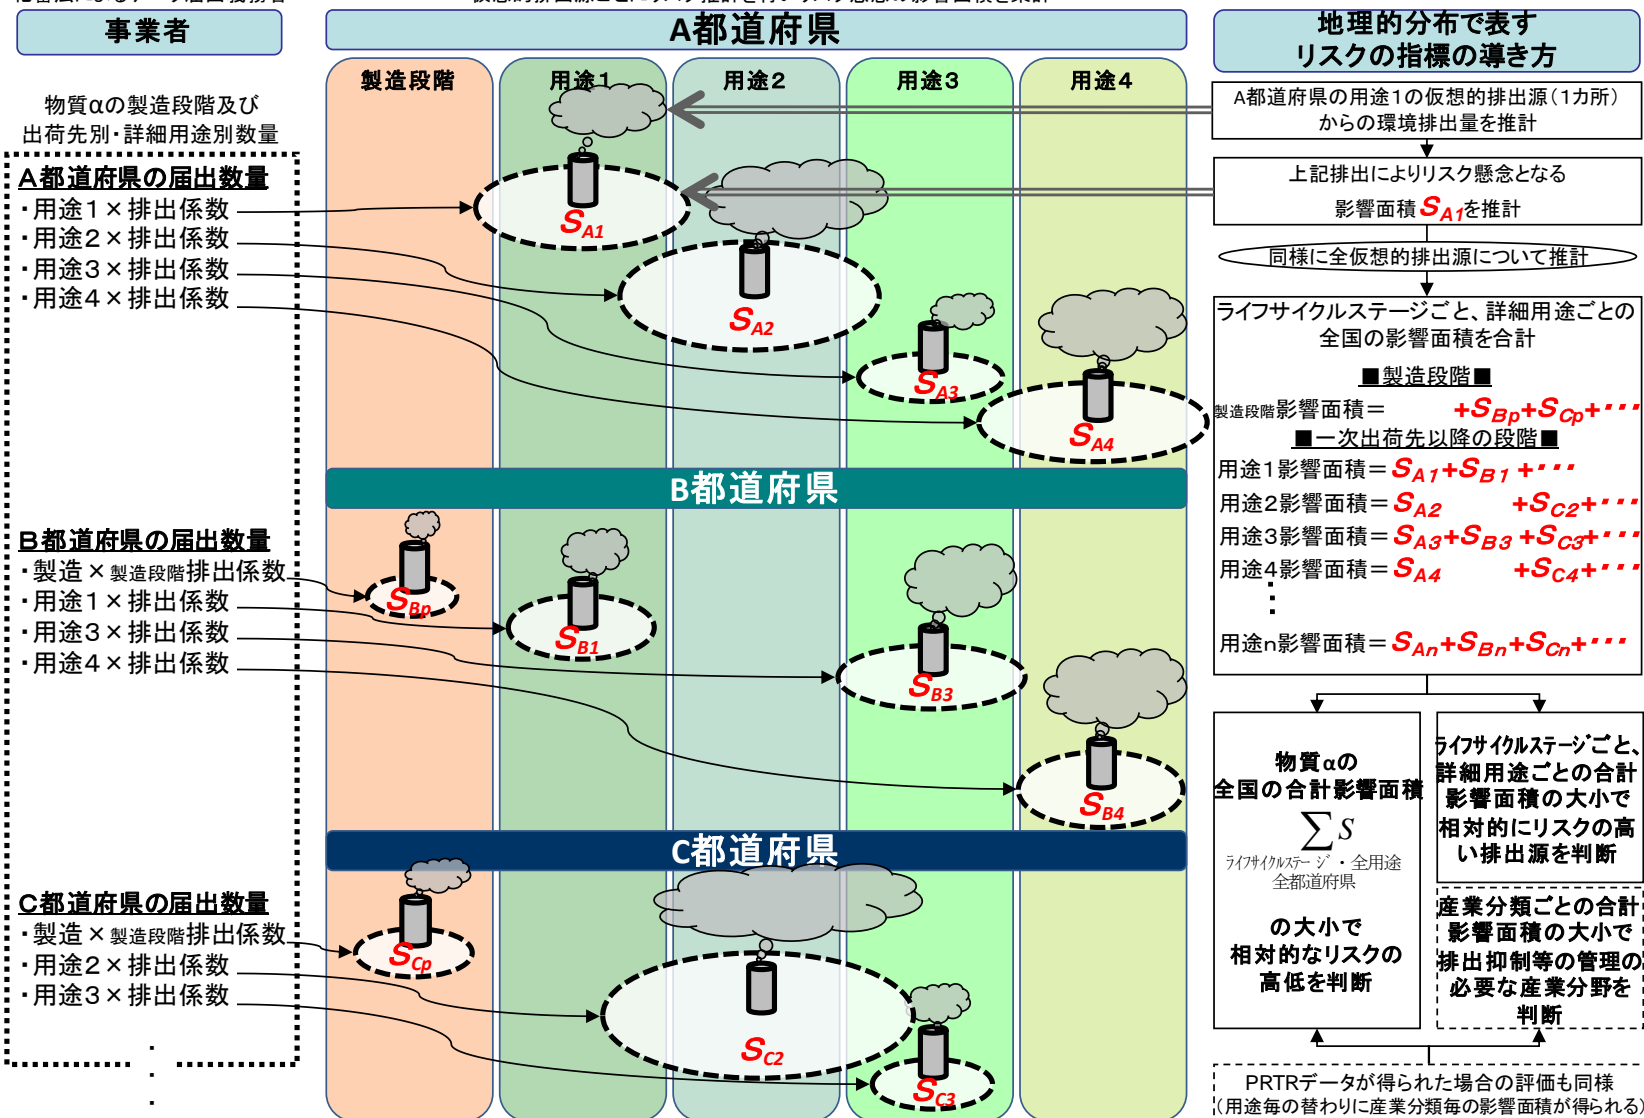 事業者
物質αの製造段階及び
出荷先別・詳細用途別数量
A都道府県の届出数量
・用途1×排出係数
・用途2×排出係数
・用途3×排出係数
・用途4×排出係数
B都道府県の届出数量
・製造×製造段階排出係数
・用途1×排出係数
・用途3×排出係数
・用途4×排出係数
C都道府県の届出数量
・製造×製造段階排出係数
・用途2×排出係数
・用途3×排出係数
A都道府県
製造段階
用途1
用途2
用途3
用途4
SA1
SA2
SA3
SA4
B都道府県
SBp
SB1
SB3
SB4
C都道府県
SCp
SC2
SC3
地理的分布で表す
リスクの指標の導き方
A都道府県の用途1の仮想的排出源(1カ所)
からの環境排出量を推計
上記排出によりリスク懸念となる
影響面積SA1を推計
同様に全仮想的排出源について推計
ライフサイクルステージごと、詳細用途ごとの
全国の影響面積を合計
■製造段階■
製造段階影響面積= +SBp+SCp+・・・
■一次出荷先以降の段階■
用途1影響面積=SA1+SB1+・・・
用途2影響面積=SA2 +SC2+・・・
用途3影響面積=SA3+SB3+SC3+・・・
用途4影響面積=SA4 +SC4+・・・
用途n影響面積=SAn+SBn+SCn+・・・
物質αの
全国の合計影響面積
∑S
ライフサイクルステージ・全用途
全都道府県
の大小で
相対的なリスクの
高低を判断
ライフサイクルステージごと、
詳細用途ごとの合計
影響面積の大小で
相対的にリスクの高
い排出源を判断
産業分類ごとの合計
影響面積の大小で
排出抑制等の管理の
必要な産業分野を
判断
PRTRデータが得られた場合の評価も同様
(用途毎の替わりに産業分類毎の影響面積が得られる)